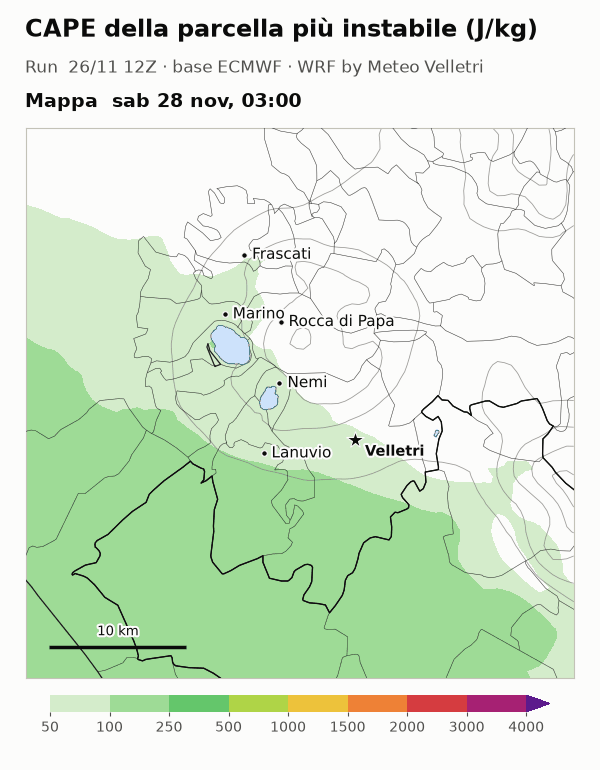 CAPE della parcella più instabile (J/kg)
Run  26/11 12Z · base ECMWF · WRF by Meteo Velletri
Mappa  sab 28 nov, 03:00
Frascati
Marino
Rocca di Papa
Nemi
Velletri
Lanuvio
10 km
50 100 250 500 1000 1500 2000 3000 4000